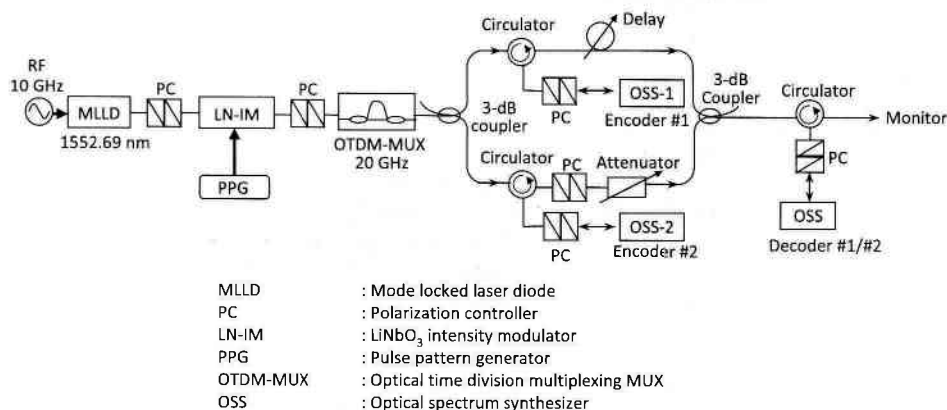 Circulator
Delay
RF
10 GHz
PC
PC
3-dB
Coupler
Circulator
MLLD
LN-IM
3-dB
coupler
PC
OSS-1
Encoder #1
Monitor
1552.69 nm
OTDM-MUX
20 GHz
Circulator
PC
Attenuator
PC
PPG
OSS-2
PC
Encoder #2
OSS
Decoder #1/#2
MLLD : Mode locked laser diode
PC : Polarization controller
LN-IM : LiNbO3 intensity modulator
PPG : Pulse pattern generator
OTDM-MUX : Optical time division multiplexing MUX
OSS : Optical spectrum synthesizer